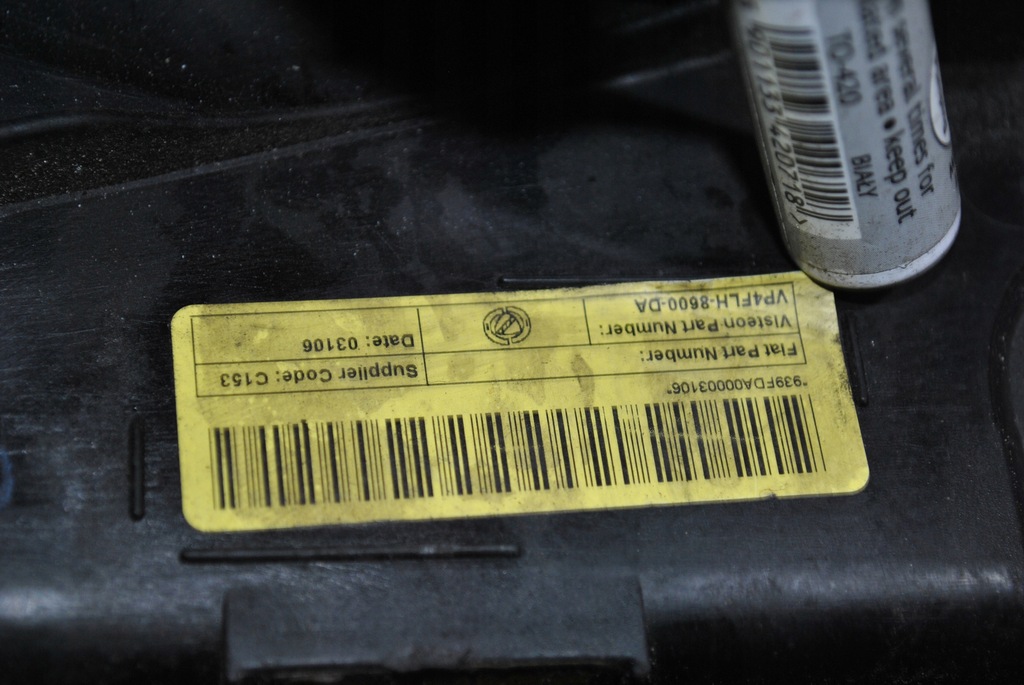 *939FDA00003106*
Fiat Part Number:
Supplier Code: C153
Visteon Part Number:
VP4FLH-8600-DA
Date: 03106
several times for
area • keep out
TO-420
BIAŁY